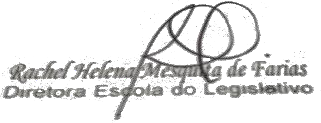 Rachel Helena Mesquita de Farias
Diretora Escola do Legislativo